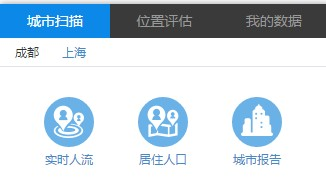 城市扫描 位置评估 我的数据
成都 上海
实时人流 居住人口 城市报告